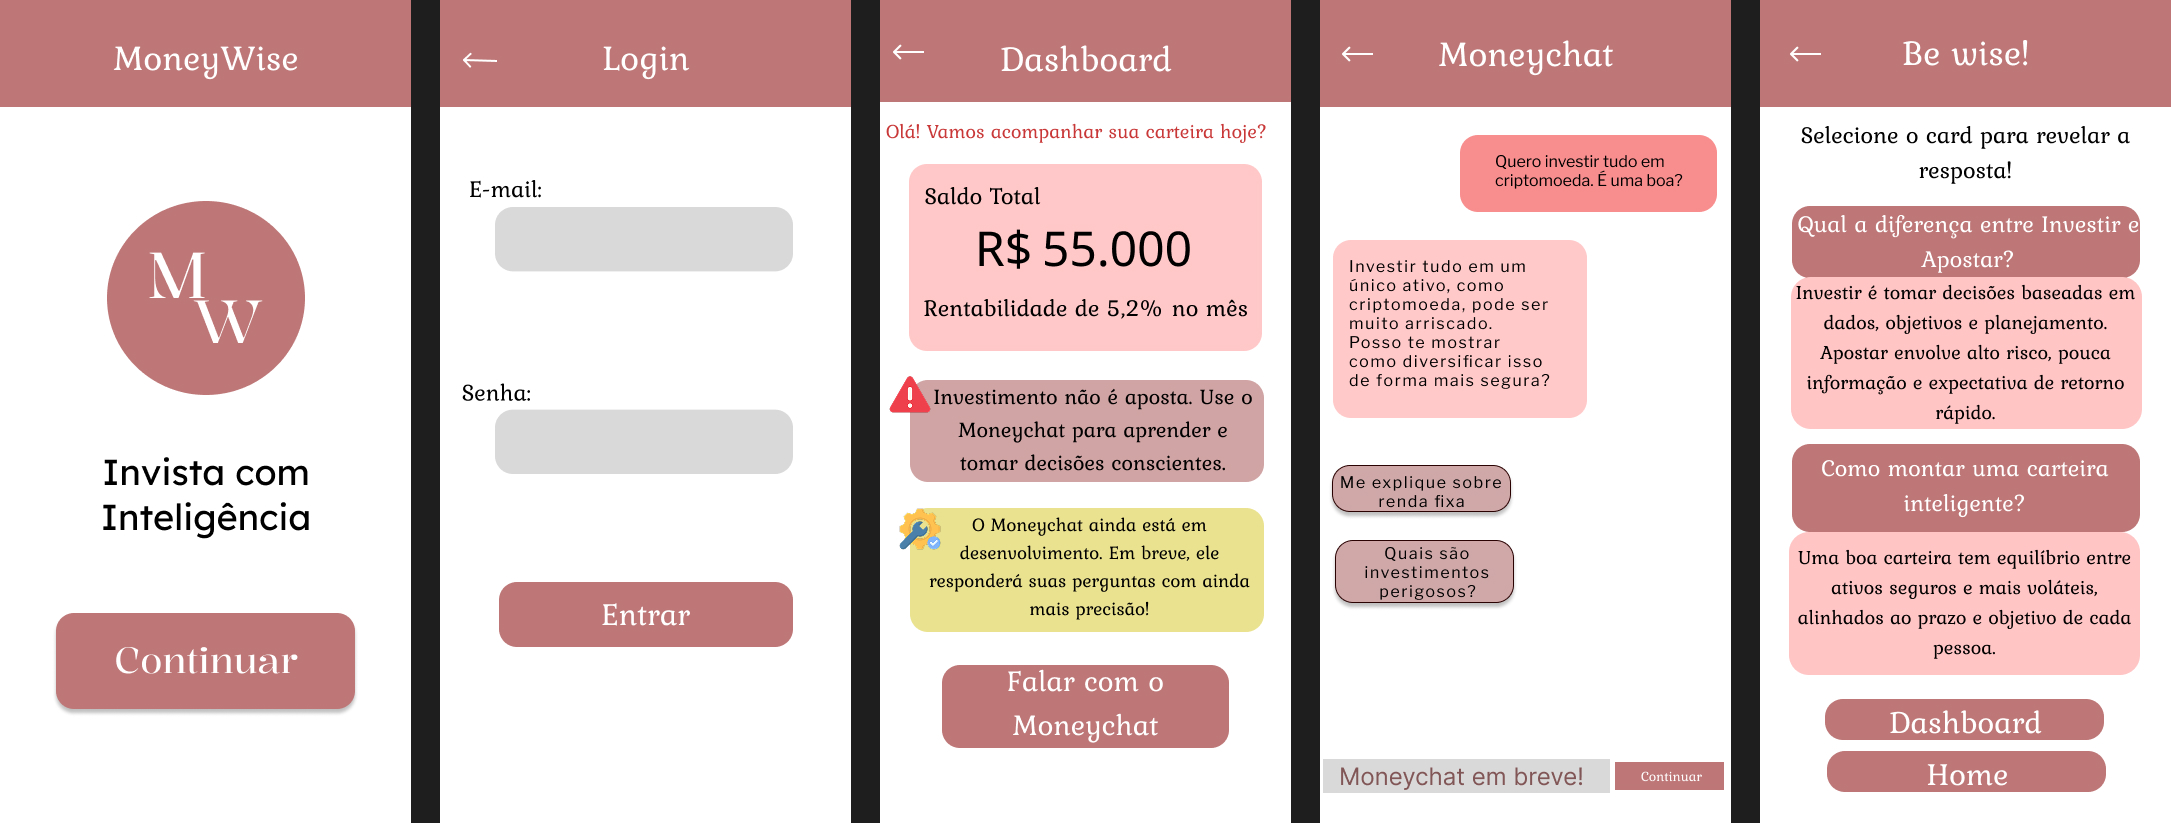 MoneyWise
M
W
Invista com
Inteligência
Continuar
Login
E-mail:
Senha:
Entrar
Dashboard
Olá! Vamos acompanhar sua carteira hoje?
Saldo Total
R$ 55.000
Rentabilidade de 5,2% no mês
Investimento não é aposta. Use o
Moneychat para aprender e
tomar decisões conscientes.
O Moneychat ainda está em
desenvolvimento. Em breve, ele
responderá suas perguntas com ainda
mais precisão!
Falar com o
Moneychat
Moneychat
Quero investir tudo em
criptomoeda. É uma boa?
Investir tudo em um
único ativo, como
criptomoeda, pode ser
muito arriscado.
Posso te mostrar
como diversificar isso
de forma mais segura?
Me explique sobre
renda fixa
Quais são
investimentos
perigosos?
Moneychat em breve!
Continuar
Be wise!
Selecione o card para revelar a
resposta!
Qual a diferença entre Investir e
Apostar?
Investir é tomar decisões baseadas em
dados, objetivos e planejamento.
Apostar envolve alto risco, pouca
informação e expectativa de retorno
rápido.
Como montar uma carteira
inteligente?
Uma boa carteira tem equilíbrio entre
ativos seguros e mais voláteis,
alinhados ao prazo e objetivo de cada
pessoa.
Dashboard
Home